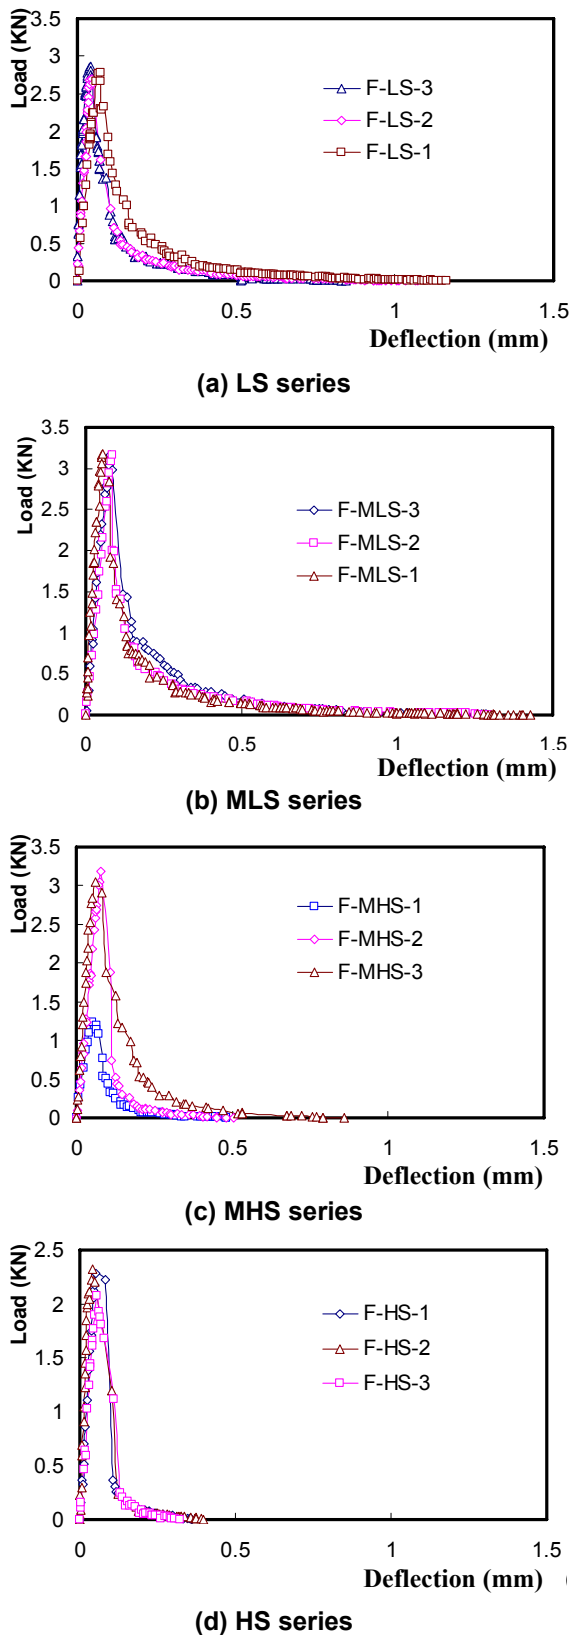 Load (KN)
3.5
3
2.5
2
1.5
1
0.5
0
F-LS-3
F-LS-2
F-LS-1
0 0.5 1 1.5
Deflection (mm)
(a) LS series
Load (KN)
3.5
3
2.5
2
1.5
1
0.5
0
F-MLS-3
F-MLS-2
F-MLS-1
0 0.5 1 1.5
Deflection (mm)
(b) MLS series
Load (KN)
3.5
3
2.5
2
1.5
1
0.5
0
F-MHS-1
F-MHS-2
F-MHS-3
0 0.5 1 1.5
Deflection (mm)
(c) MHS series
Load (KN)
2.5
2
1.5
1
0.5
0
F-HS-1
F-HS-2
F-HS-3
0 0.5 1 1.5
Deflection (mm) (
(d) HS series